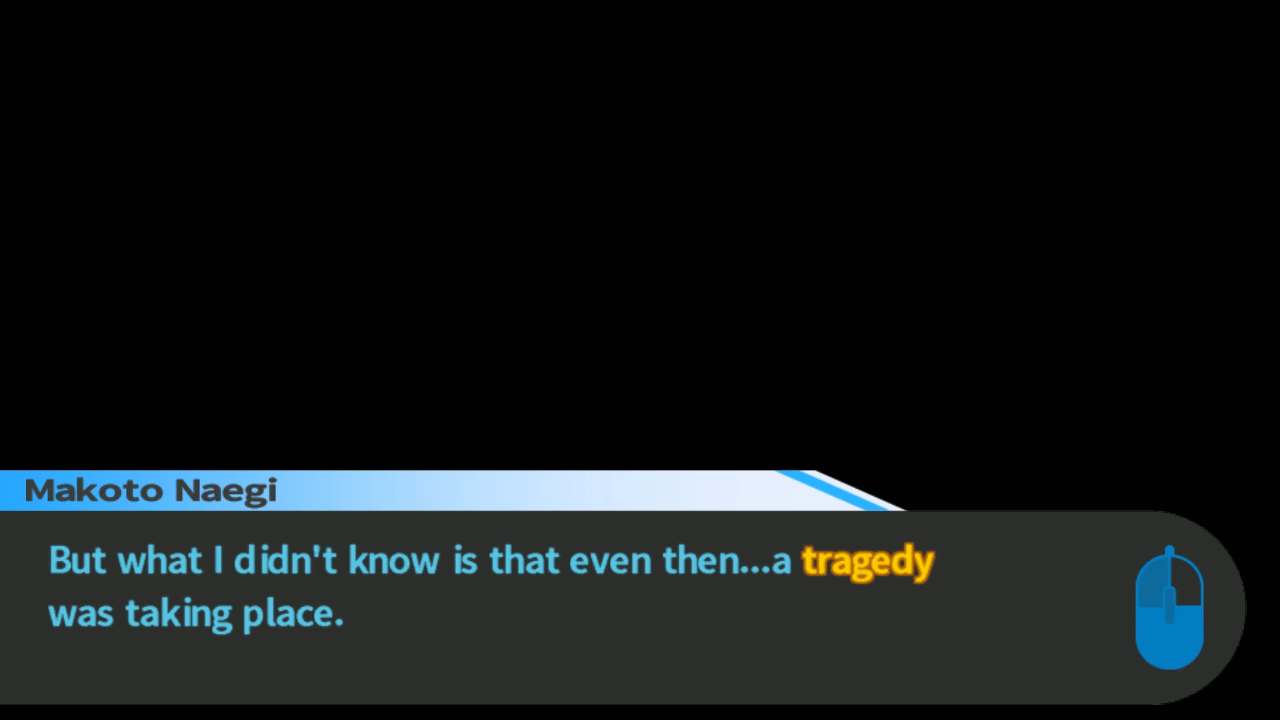 Makoto Naegi
But what I didn't know is that even then...a tragedy
was taking place.